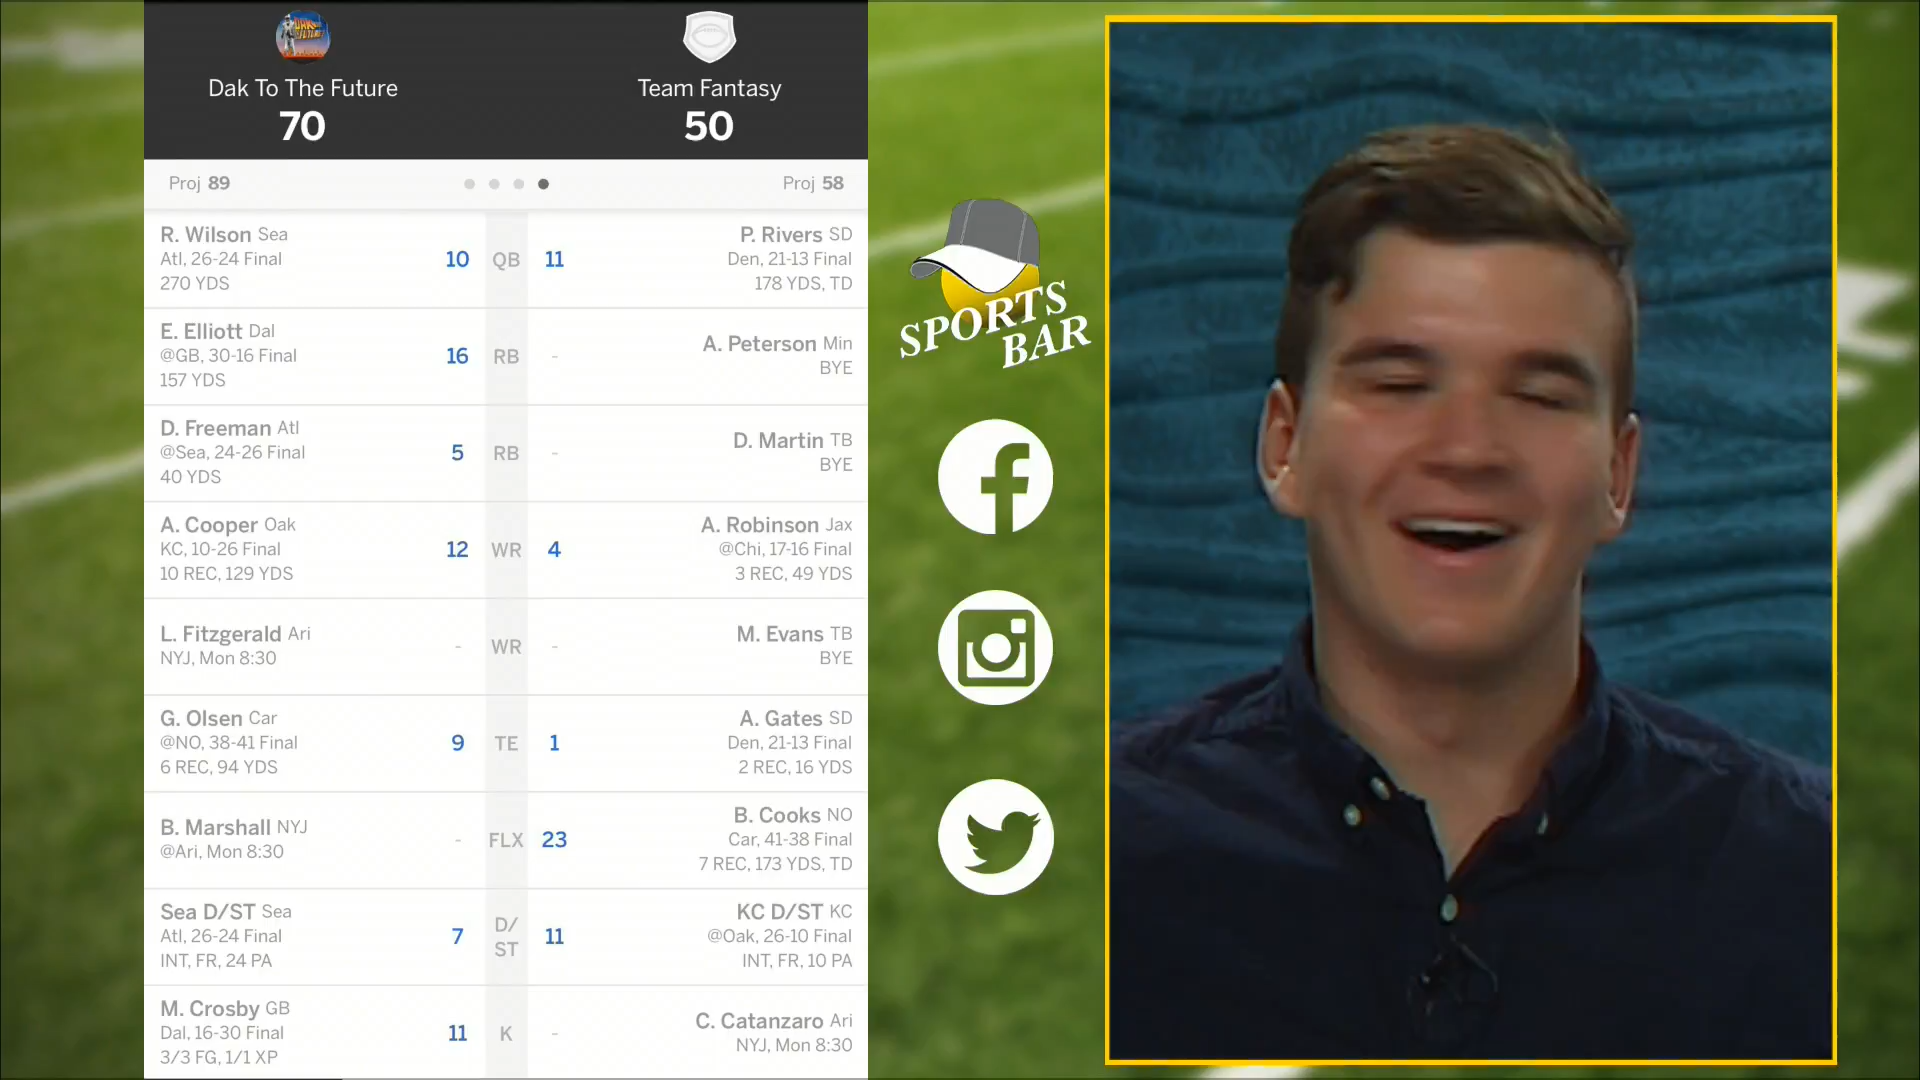 Dak To The Future
70
Team Fantasy
50
Proj 89
Proj 58
R. Wilson Sea
Atl, 26-24 Final
270 YDS
10
QB
11
P. Rivers SD
Den, 21-13 Final
178 YDS, TD
E. Elliott Dal
@GB, 30-16 Final
157 YDS
16
RB
-
A. Peterson Min
BYE
D. Freeman Atl
@Sea, 24-26 Final
40 YDS
5
RB
-
D. Martin TB
BYE
A. Cooper Oak
KC, 10-26 Final
10 REC, 129 YDS
12
WR
4
A. Robinson Jax
@Chi, 17-16 Final
3 REC, 49 YDS
L. Fitzgerald Ari
NYJ, Mon 8:30
-
WR
-
M. Evans TB
BYE
G. Olsen Car
@NO, 38-41 Final
6 REC, 94 YDS
9
TE
1
A. Gates SD
Den, 21-13 Final
2 REC, 16 YDS
B. Marshall NYJ
@Ari, Mon 8:30
-
FLX
23
B. Cooks NO
Car, 41-38 Final
7 REC, 173 YDS, TD
Sea D/ST Sea
Atl, 26-24 Final
INT, FR, 24 PA
7
D/
ST
11
KC D/ST KC
@Oak, 26-10 Final
INT, FR, 10 PA
M. Crosby GB
Dal, 16-30 Final
3/3 FG, 1/1 XP
11
K
-
C. Catanzaro Ari
NYJ, Mon 8:30
SPORTS
BAR